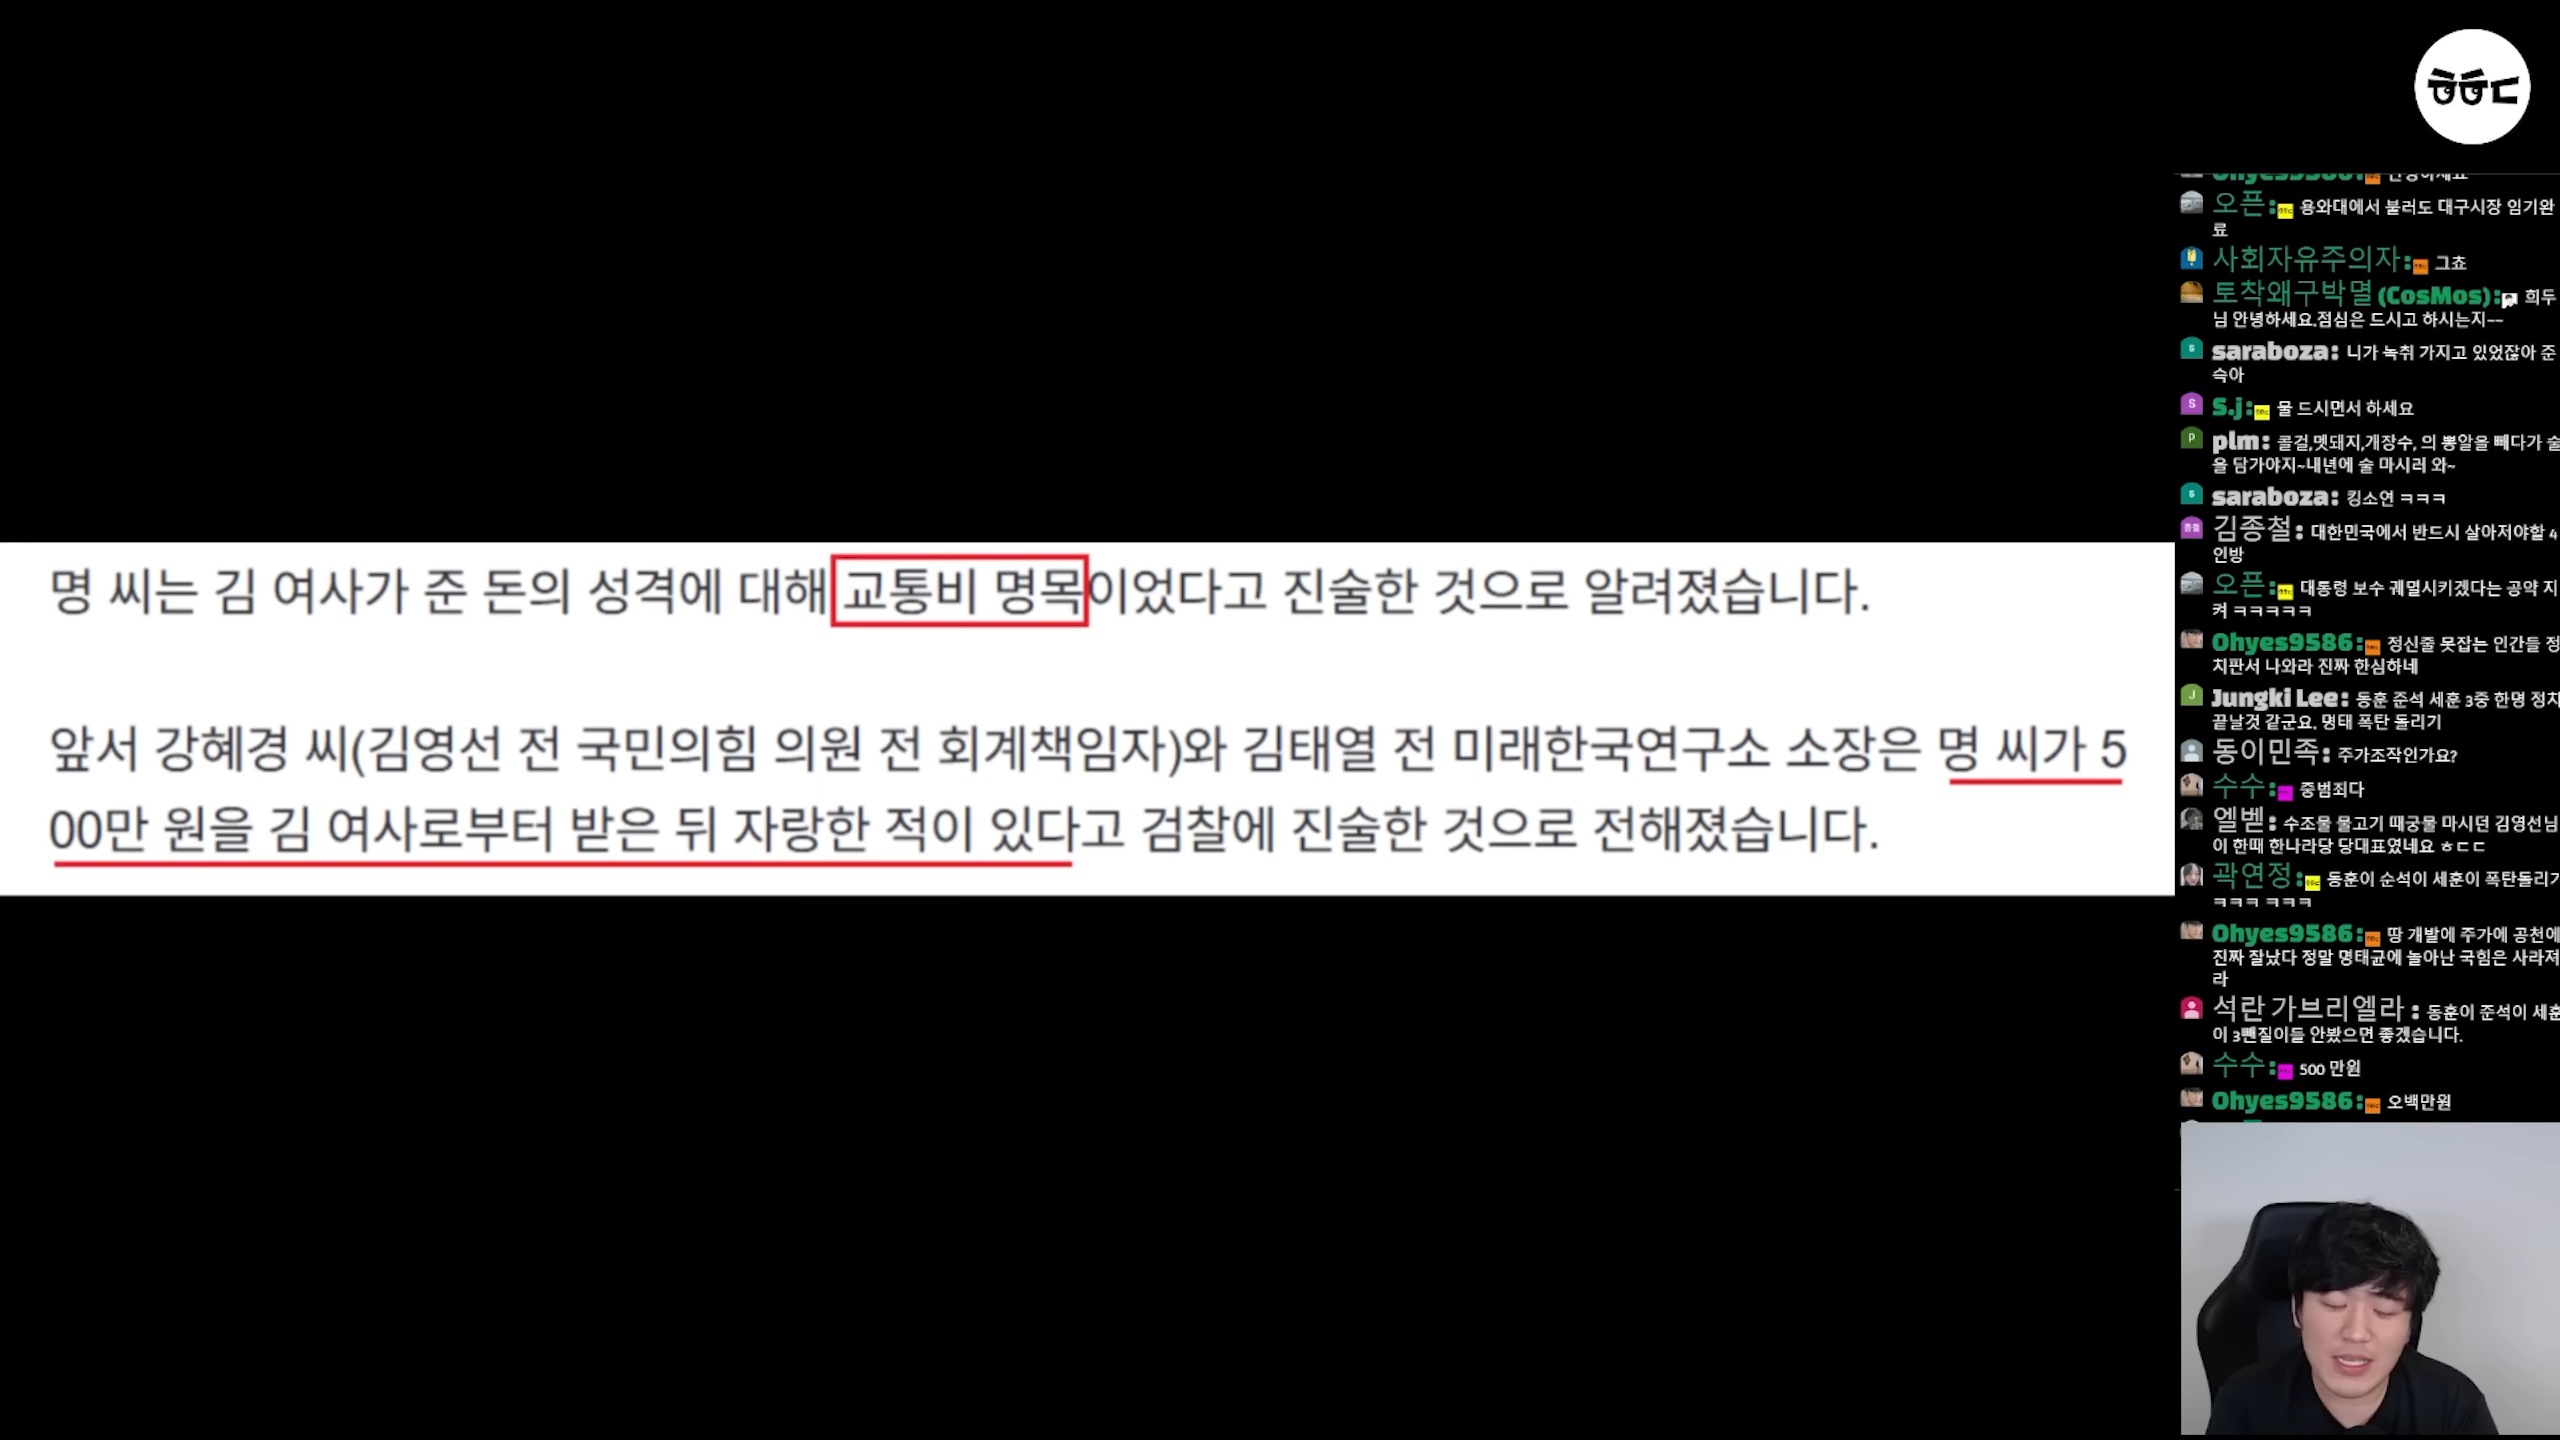 ㅎㅎㄷ
명 씨는 김 여사가 준 돈의 성격에 대해 교통비 명목이었다고 진술한 것으로 알려졌습니다.
앞서 강혜경 씨(김영선 전 국민의힘 의원 전 회계책임자)와 김태열 전 미래한국연구소 소장은 명 씨가 5
00만 원을 김 여사로부터 받은 뒤 자랑한 적이 있다고 검찰에 진술한 것으로 전해졌습니다.
Ohyes9586: 안녕하세요
오픈: 용와대에서 불러도 대구시장 임기완
료
사회자유주의자: 그쵸
토착왜구박멸 (CosMos): 희두
님 안녕하세요.점심은 드시고 하시는지~~
saraboza: 니가 녹취 가지고 있었잖아 준
슥아
S.j: 물 드시면서 하세요
plm: 콜걸,멧돼지,개장수, 의 뽕알을 빼다가 술
을 담가야지~내년에 술 마시러 와~
saraboza: 킹소연 ㅋㅋㅋ
김종철: 대한민국에서 반드시 살아저야할 4
인방
오픈: 대통령 보수 궤멸시키겠다는 공약 지
켜 ㅋㅋㅋㅋㅋ
Ohyes9586: 정신줄 못잡는 인간들 정
치판서 나와라 진짜 한심하네
Jungki Lee: 동훈 준석 세훈 3중 한명 정치
끝날것 같군요. 명태 폭탄 돌리기
동이민족: 주가조작인가요?
수수: 중범죄다
엘벧: 수조물 물고기 때궁물 마시던 김영선님
이 한때 한나라당 당대표였네요 ㅎㄷㄷ
곽연정: 동훈이 순석이 세훈이 폭탄돌리기
ㅋㅋㅋ ㅋㅋㅋ
Ohyes9586: 땅 개발에 주가에 공천에
진짜 잘났다 정말 명태균에 놀아난 국힘은 사라져
라
석란 가브리엘라 : 동훈이 준석이 세훈
이 3뺀질이들 안봤으면 좋겠습니다.
수수: 500 만원
Ohyes9586: 오백만원